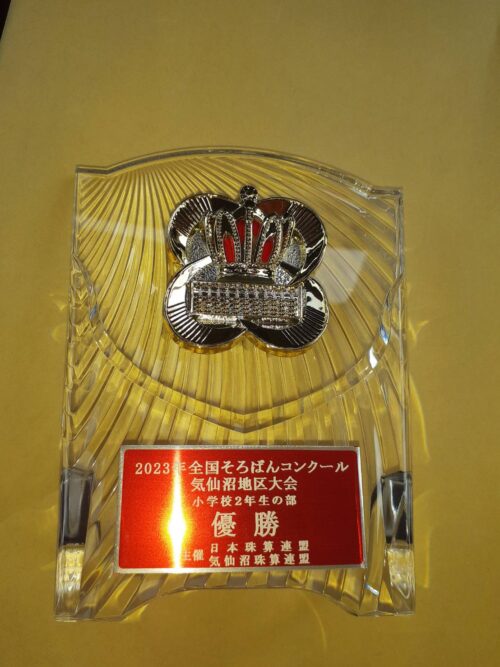 2023年全国そろばんコンクール
気仙沼地区大会
小学校2年生の部
優勝
主催 日本珠算連盟
気仙沼珠算連盟